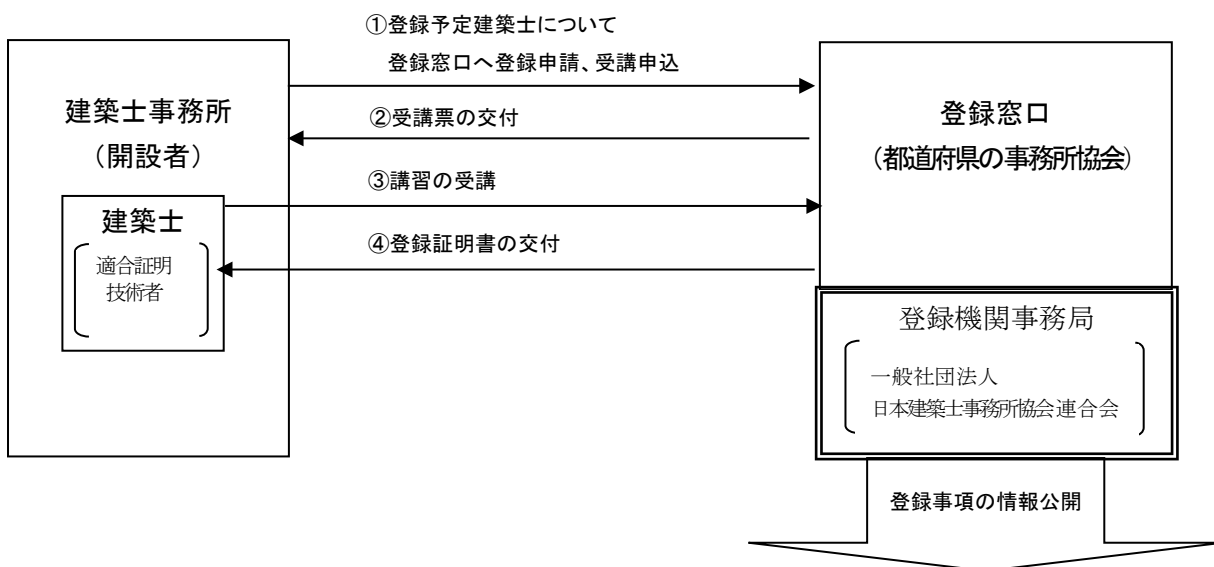 ①登録予定建築士について
登録窓口へ登録申請、受講申込
建築士事務所
（開設者）
②受講票の交付
登録窓口
（都道府県の事務所協会）
③講習の受講
建築士
適合証明
技術者
④登録証明書の交付
登録機関事務局
一般社団法人
日本建築士事務所協会連合会
登録事項の情報公開